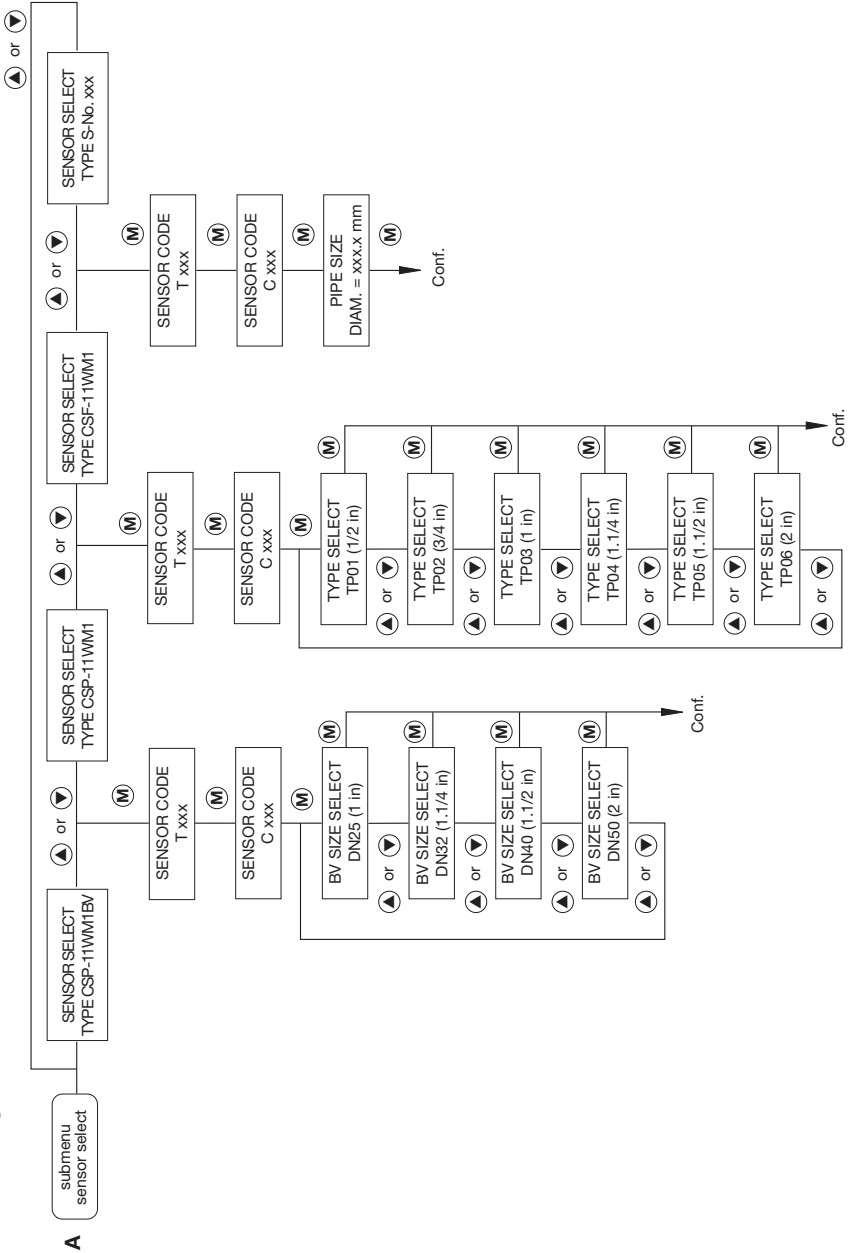 A
submenu
sensor select
SENSOR SELECT
TYPE CSP-11WM1BV
▲ or ▼
SENSOR SELECT
TYPE CSP-11WM1
▲ or ▼
SENSOR SELECT
TYPE CSF-11WM1
▲ or ▼
SENSOR SELECT
TYPE S-No. xxx
▲ or ▼
M
SENSOR CODE
T xxx
M
SENSOR CODE
C xxx
M
BV SIZE SELECT
DN25 (1 in)
M
▲ or ▼
BV SIZE SELECT
DN32 (1.1/4 in)
M
▲ or ▼
BV SIZE SELECT
DN40 (1.1/2 in)
M
▲ or ▼
BV SIZE SELECT
DN50 (2 in)
M
▲ or ▼
Conf.
M
SENSOR CODE
T xxx
M
SENSOR CODE
C xxx
M
TYPE SELECT
TP01 (1/2 in)
M
▲ or ▼
TYPE SELECT
TP02 (3/4 in)
M
▲ or ▼
TYPE SELECT
TP03 (1 in)
M
▲ or ▼
TYPE SELECT
TP04 (1.1/4 in)
M
▲ or ▼
TYPE SELECT
TP05 (1.1/2 in)
M
▲ or ▼
TYPE SELECT
TP06 (2 in)
M
▲ or ▼
Conf.
M
SENSOR CODE
T xxx
M
SENSOR CODE
C xxx
M
PIPE SIZE
DIAM. = xxx.x mm
M
Conf.